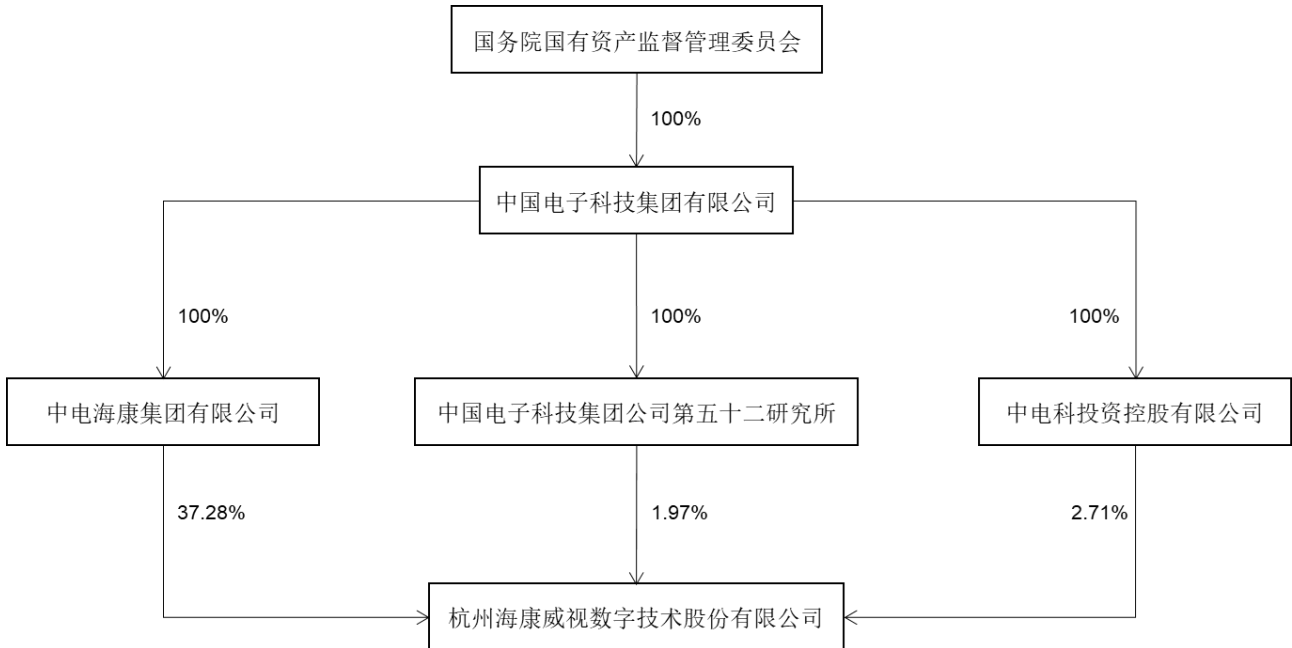 国务院国有资产监督管理委员会
100%
中国电子科技集团有限公司
100%
100%
100%
中电海康集团有限公司
中国电子科技集团公司第五十二研究所
中电科投资控股有限公司
37.28%
1.97%
2.71%
杭州海康威视数字技术股份有限公司